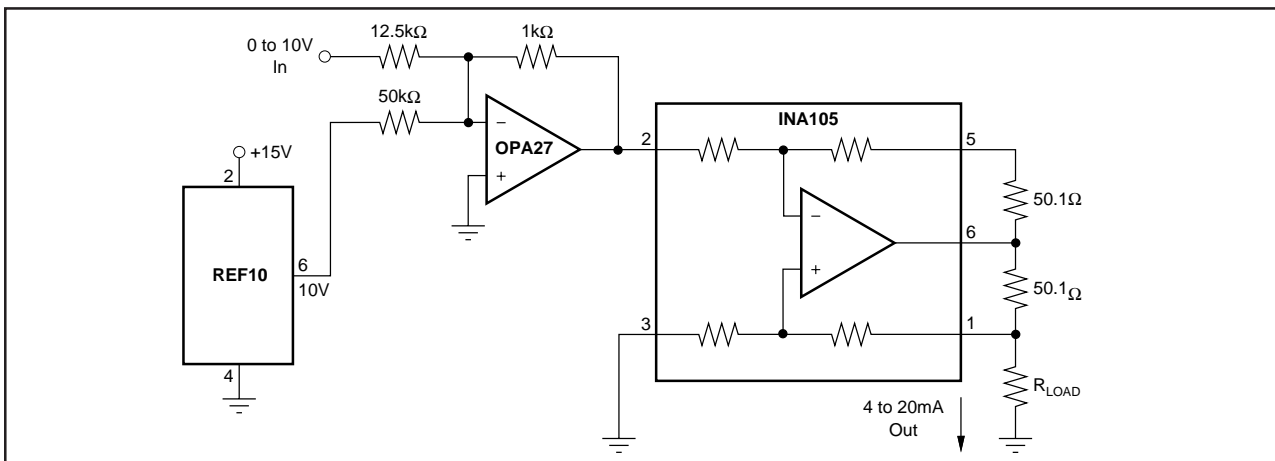 0 to 10V
In
12.5kΩ
1kΩ
50kΩ
−
+
OPA27
+15V
2
REF10
6
10V
4
INA105
2
5
50.1Ω
−
+
6
50.1Ω
3
1
RLOAD
4 to 20mA
Out